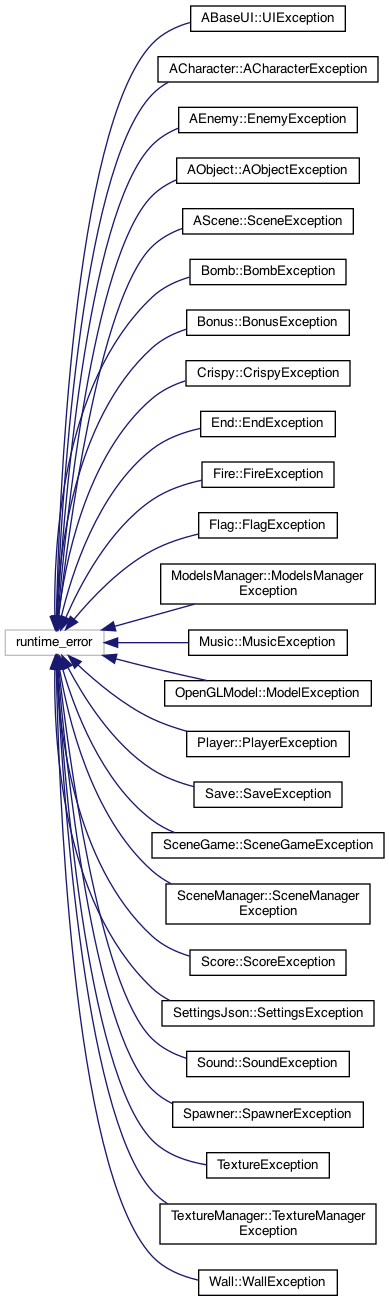 ABaseUI::UIException
ACharacter::ACharacterException
AEnemy::EnemyException
AObject::AObjectException
AScene::SceneException
Bomb::BombException
Bonus::BonusException
Crispy::CrispyException
End::EndException
Fire::FireException
Flag::FlagException
ModelsManager::ModelsManager
Exception
runtime_error
Music::MusicException
OpenGLModel::ModelException
Player::PlayerException
Save::SaveException
SceneGame::SceneGameException
SceneManager::SceneManager
Exception
Score::ScoreException
SettingsJson::SettingsException
Sound::SoundException
Spawner::SpawnerException
TextureException
TextureManager::TextureManager
Exception
Wall::WallException